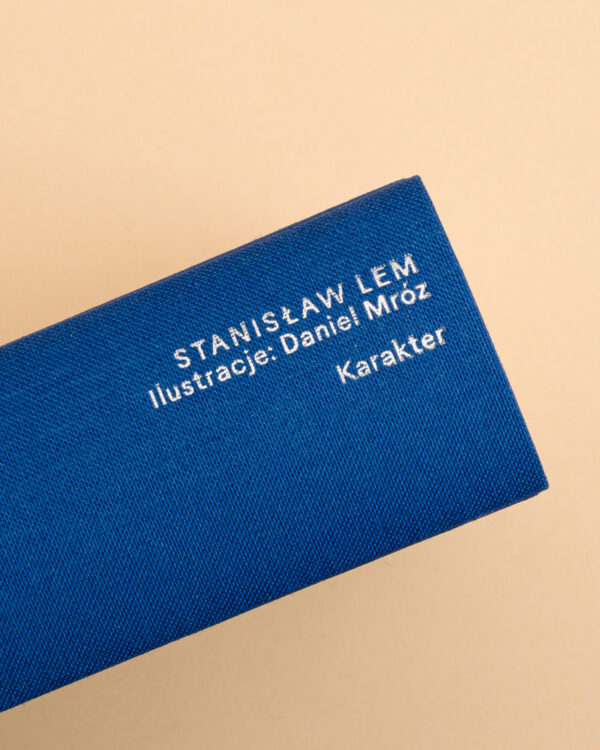 STANISŁAW LEM
Ilustracje: Daniel Mróz
Karakter